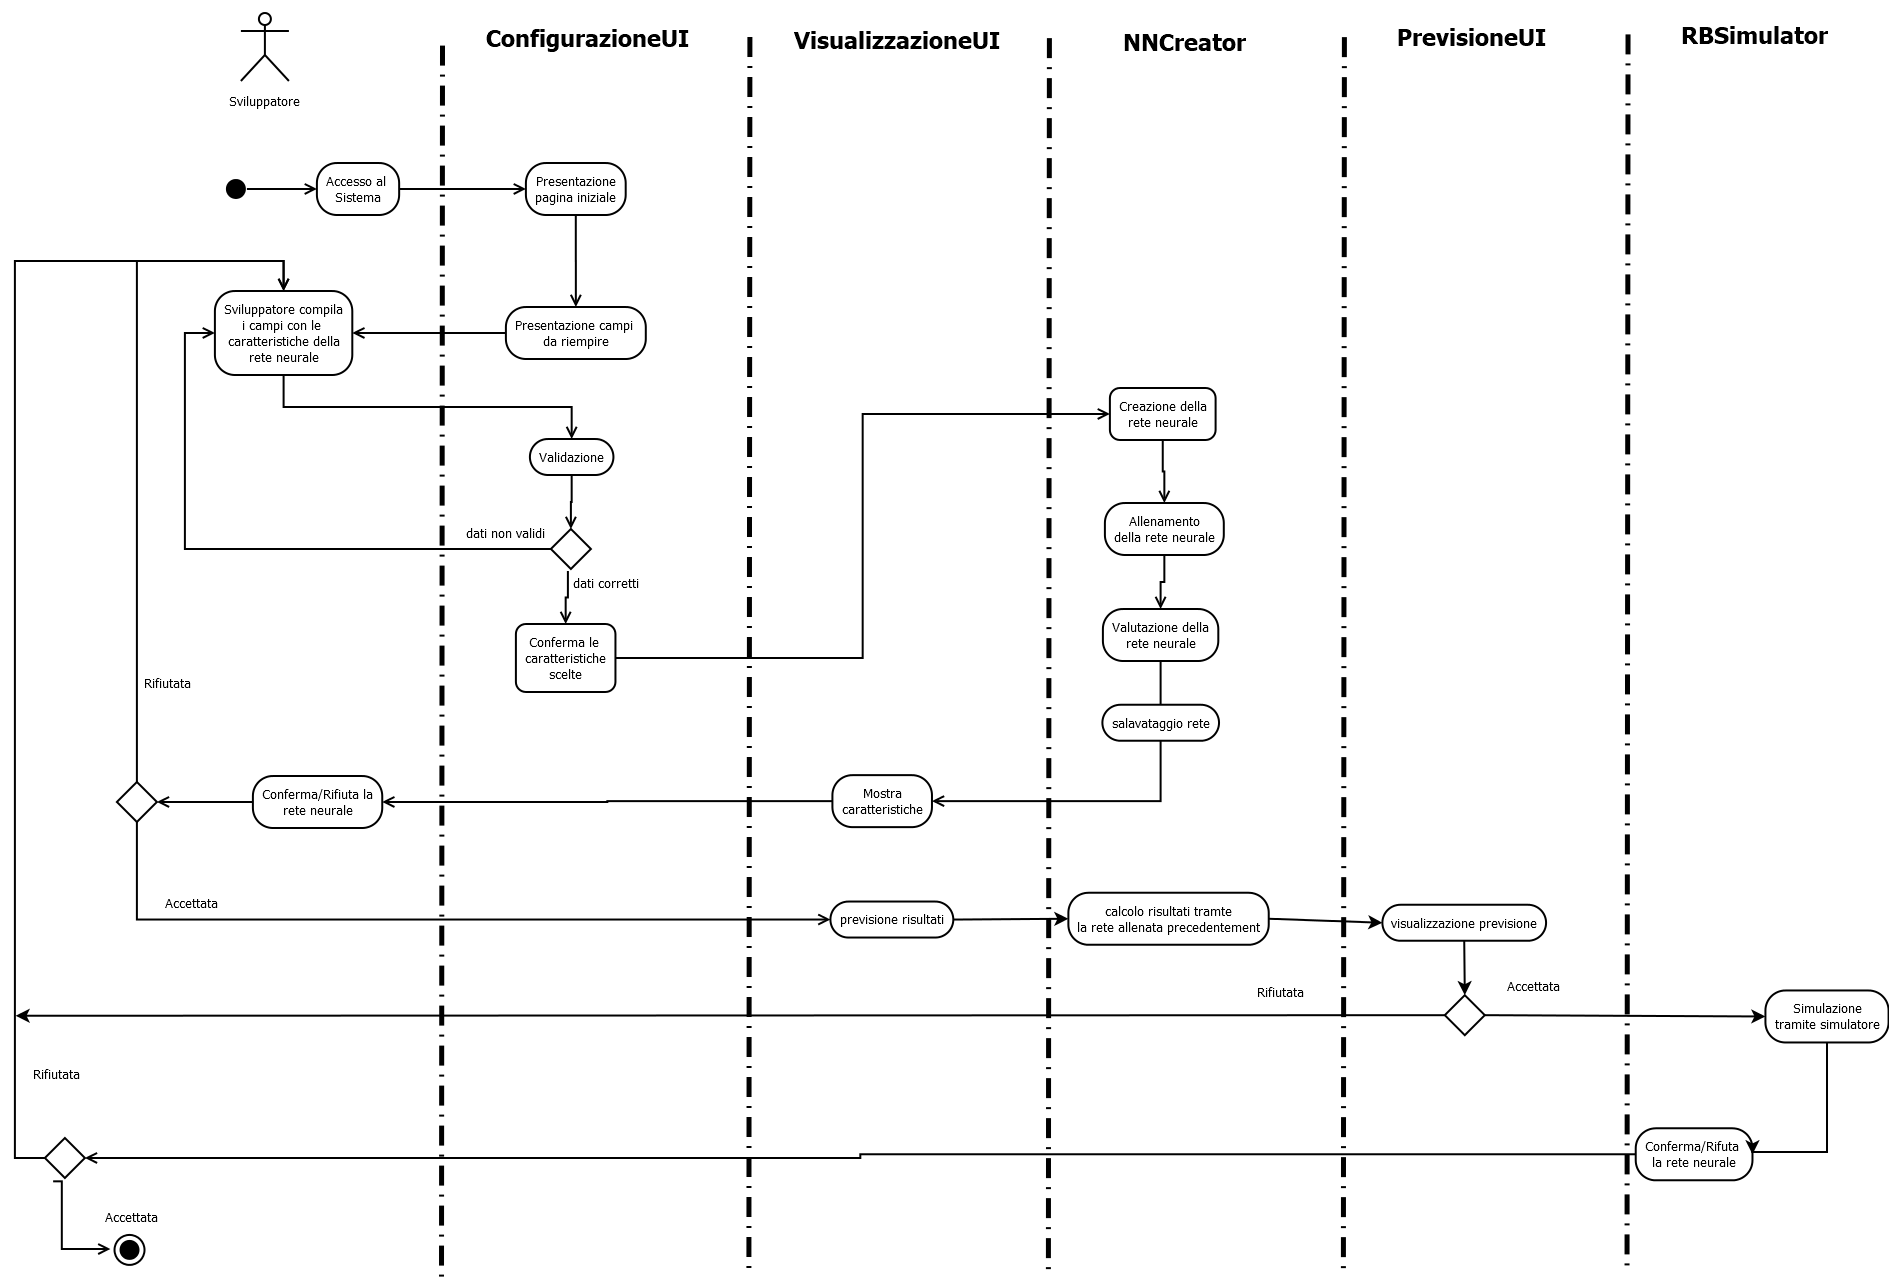 ConfigurazioneUI
VisualizzazioneUI
NNCreator
PrevisioneUI
RBSimulator
Sviluppatore
Accesso al
Sistema
Presentazione
pagina iniziale
Sviluppatore compila
i campi con le
caratteristiche della
rete neurale
Presentazione campi
da riempire
Creazione della
rete neurale
Validazione
dati non validi
Allenamento
della rete neurale
dati corretti
Conferma le
caratteristiche
scelte
Valutazione della
rete neurale
Rifiutata
salavataggio rete
Conferma/Rifiuta la
rete neurale
Mostra
caratteristiche
Accettata
previsione risultati
calcolo risultati tramte
la rete allenata precedentement
visualizzazione previsione
Rifiutata
Accettata
Simulazione
tramite simulatore
Rifiutata
Conferma/Rifuta
la rete neurale
Accettata